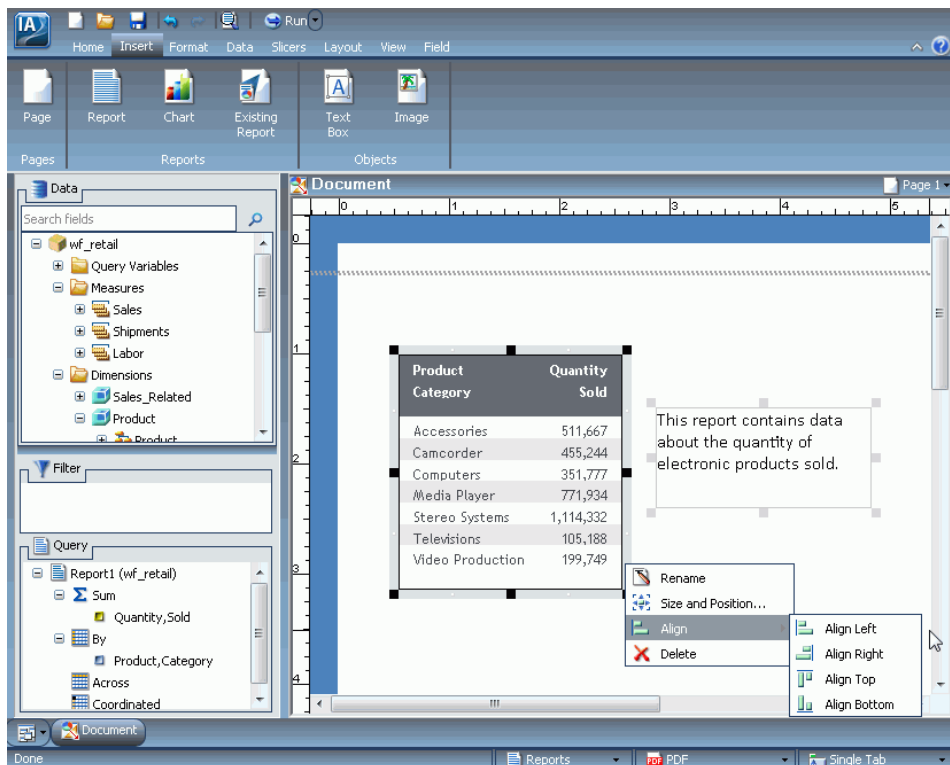 IA
Run
Home Insert Format Data Slicers Layout View Field
Page
Report
Chart
Existing
Report
Text
Box
Image
Pages
Reports
Objects
Data
Search fields
wf_retail
Query Variables
Measures
Sales
Shipments
Labor
Dimensions
Sales_Related
Product
Product
Filter
Query
Report1 (wf_retail)
Sum
Quantity,Sold
By
Product,Category
Across
Coordinated
Document
Page 1
0 1 2 3 4 5
0
1
2
3
4
Product Quantity
Category Sold
Accessories 511,667
Camcorder 455,244
Computers 351,777
Media Player 771,934
Stereo Systems 1,114,332
Televisions 105,188
Video Production 199,749
This report contains data
about the quantity of
electronic products sold.
Rename
Size and Position...
Align
Delete
Align Left
Align Right
Align Top
Align Bottom
Document
Done
Reports
PDF
PDF
Single Tab